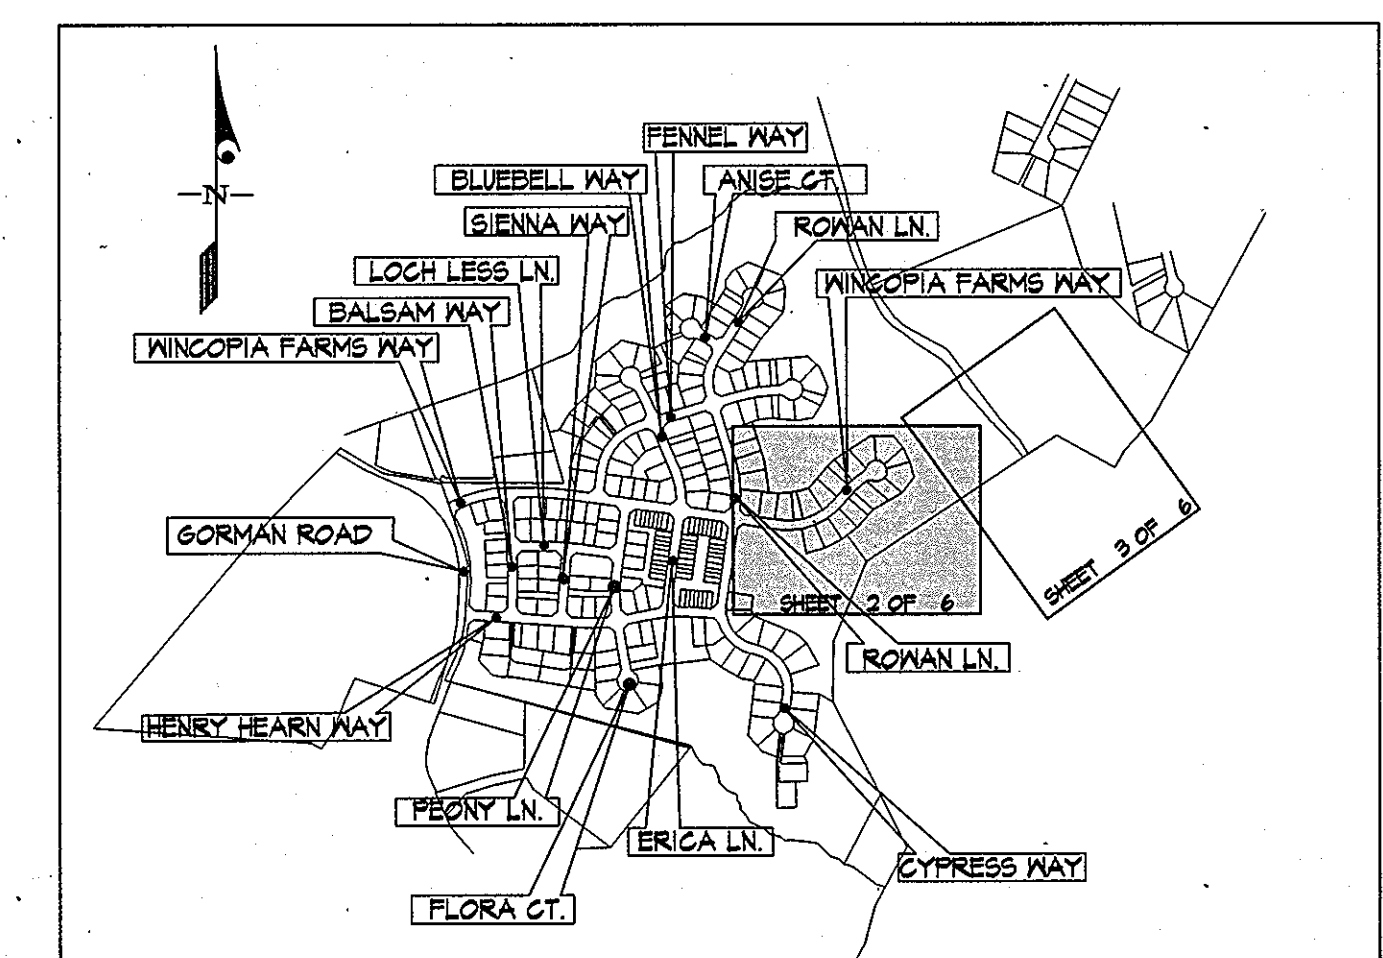 FENNEL WAY
BLUEBELL WAY
ANISE CT.
N
SIENNA WAY
ROWAN LN.
LOCH LESS LN.
WINCOPIA FARMS WAY
BALSAM WAY
WINCOPIA FARMS WAY
GORMAN ROAD
SHEET 3 OF 6
SHEET 2 OF 6
ROWAN LN.
HENRY HEARN WAY
PEONY LN.
ERICA LN.
CYPRESS WAY
FLORA CT.